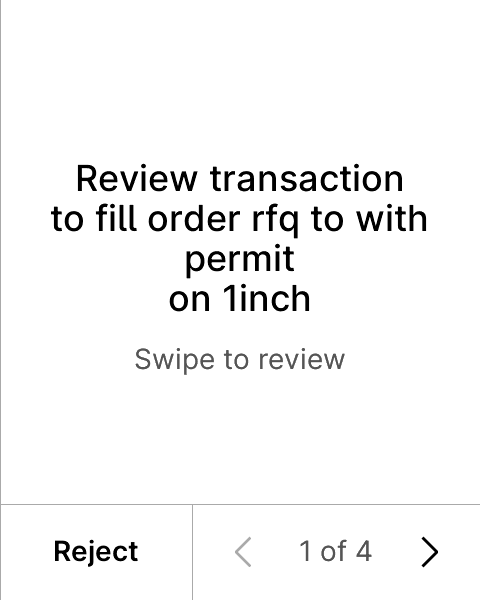 Review transaction
to fill order rfq to with
permit
on 1inch
Swipe to review
Reject
1 of 4